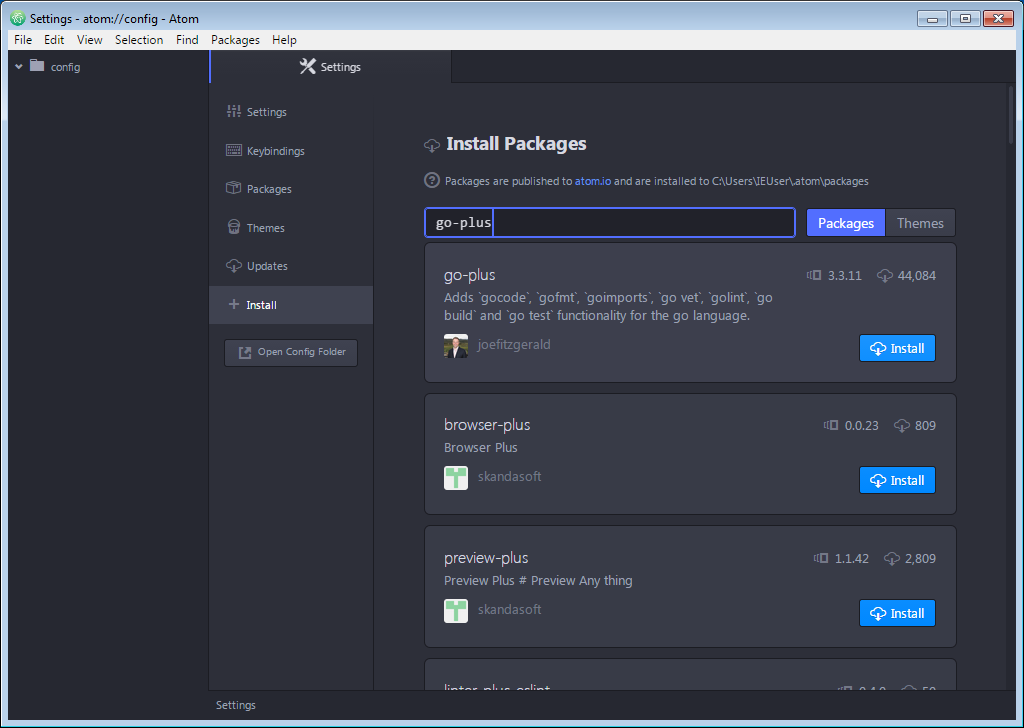 Settings - atom://config - Atom
File Edit View Selection Find Packages Help
config
Settings
Settings
Keybindings
Packages
Themes
Updates
Install
Open Config Folder
Install Packages
Packages are published to atom.io and are installed to C:\Users\IEUser\.atom\packages
go-plus
Packages Themes
go-plus 3.3.11 44,084
Adds `gocode`, `gofmt`, `goimports`, `go vet`, `golint`, `go
build` and `go test` functionality for the go language.
joefitzgerald Install
browser-plus 0.0.23 809
Browser Plus
skandasoft Install
preview-plus 1.1.42 2,809
Preview Plus # Preview Any thing
skandasoft Install
linter-plus-eslint
Settings